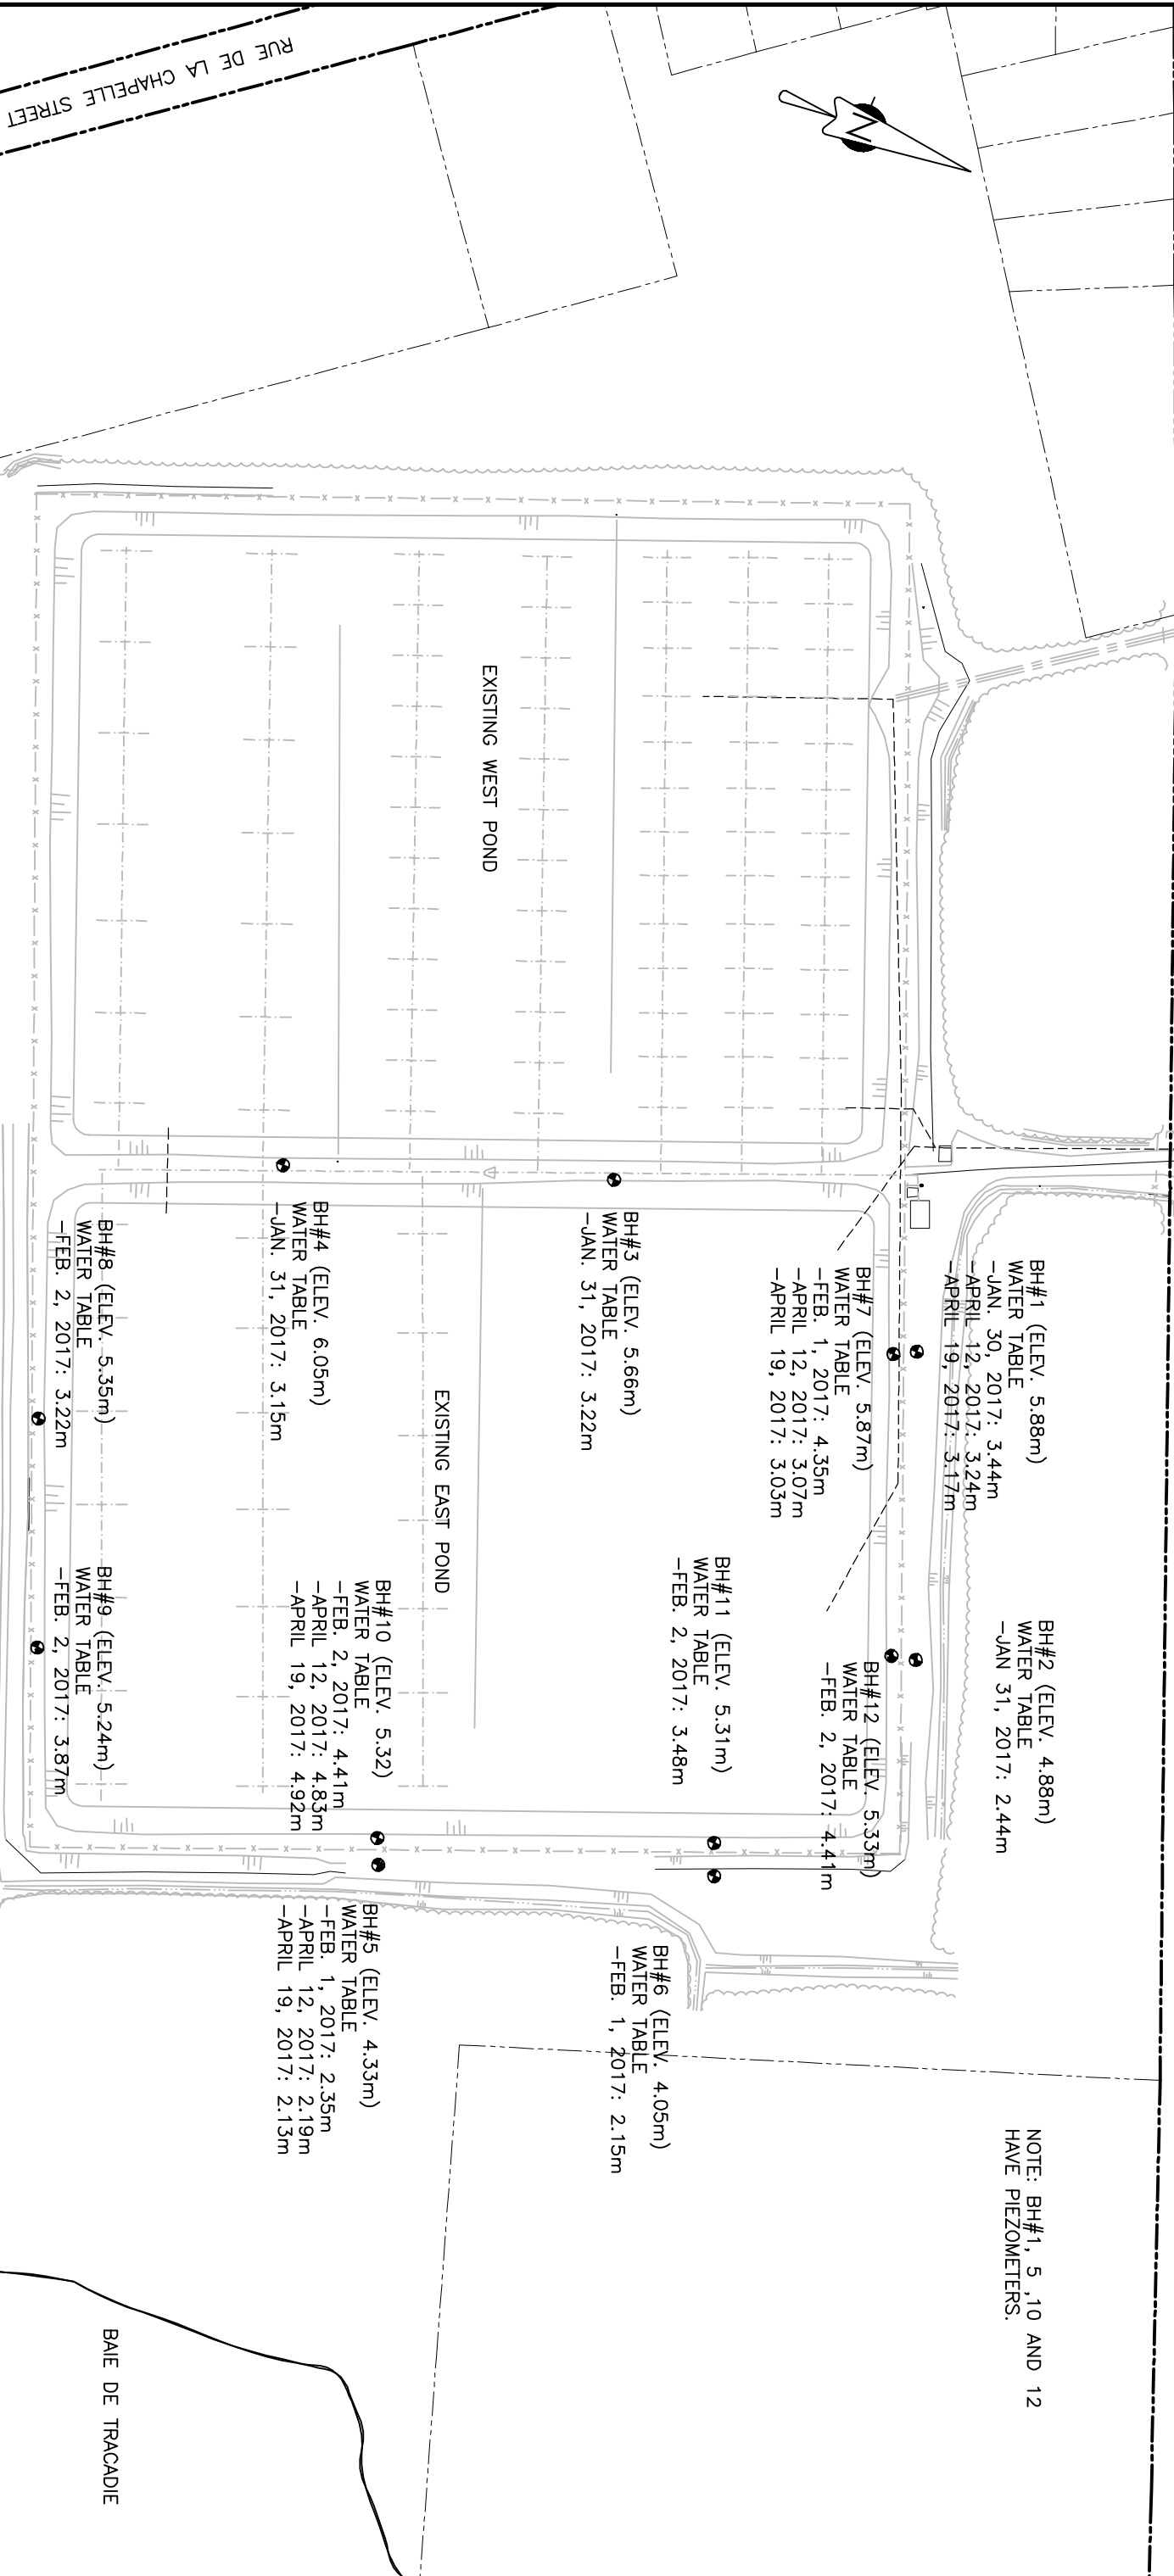 RUE DE LA CHAPELLE STREET
N
EXISTING WEST POND
BH#1 (ELEV. 5.88m)
WATER TABLE
-JAN. 30, 2017: 3.44m
-APRIL 12, 2017: 3.24m
-APRIL 19, 2017: 3.17m
BH#7 (ELEV. 5.87m)
WATER TABLE
-FEB. 1, 2017: 4.35m
-APRIL 12, 2017: 3.07m
-APRIL 19, 2017: 3.03m
BH#3 (ELEV. 5.66m)
WATER TABLE
-JAN. 31, 2017: 3.22m
BH#4 (ELEV. 6.05m)
WATER TABLE
-JAN. 31, 2017: 3.15m
BH#8 (ELEV. 5.35m)
WATER TABLE
-FEB. 2, 2017: 3.22m
EXISTING EAST POND
BH#2 (ELEV. 4.88m)
WATER TABLE
-JAN 31, 2017: 2.44m
BH#12 (ELEV. 5.33m)
WATER TABLE
-FEB. 2, 2017: 4.41m
BH#11 (ELEV. 5.31m)
WATER TABLE
-FEB. 2, 2017: 3.48m
BH#10 (ELEV. 5.32)
WATER TABLE
-FEB. 2, 2017: 4.41m
-APRIL 12, 2017: 4.83m
-APRIL 19, 2017: 4.92m
BH#9 (ELEV. 5.24m)
WATER TABLE
-FEB. 2, 2017: 3.87m
BH#6 (ELEV. 4.05m)
WATER TABLE
-FEB. 1, 2017: 2.15m
BH#5 (ELEV. 4.33m)
WATER TABLE
-FEB. 1, 2017: 2.35m
-APRIL 12, 2017: 2.19m
-APRIL 19, 2017: 2.13m
NOTE: BH#1, 5 ,10 AND 12
HAVE PIEZOMETERS.
BAIE DE TRACADIE